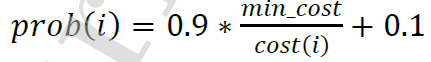 prob(i) = 0.9 * min_cost / cost(i) + 0.1